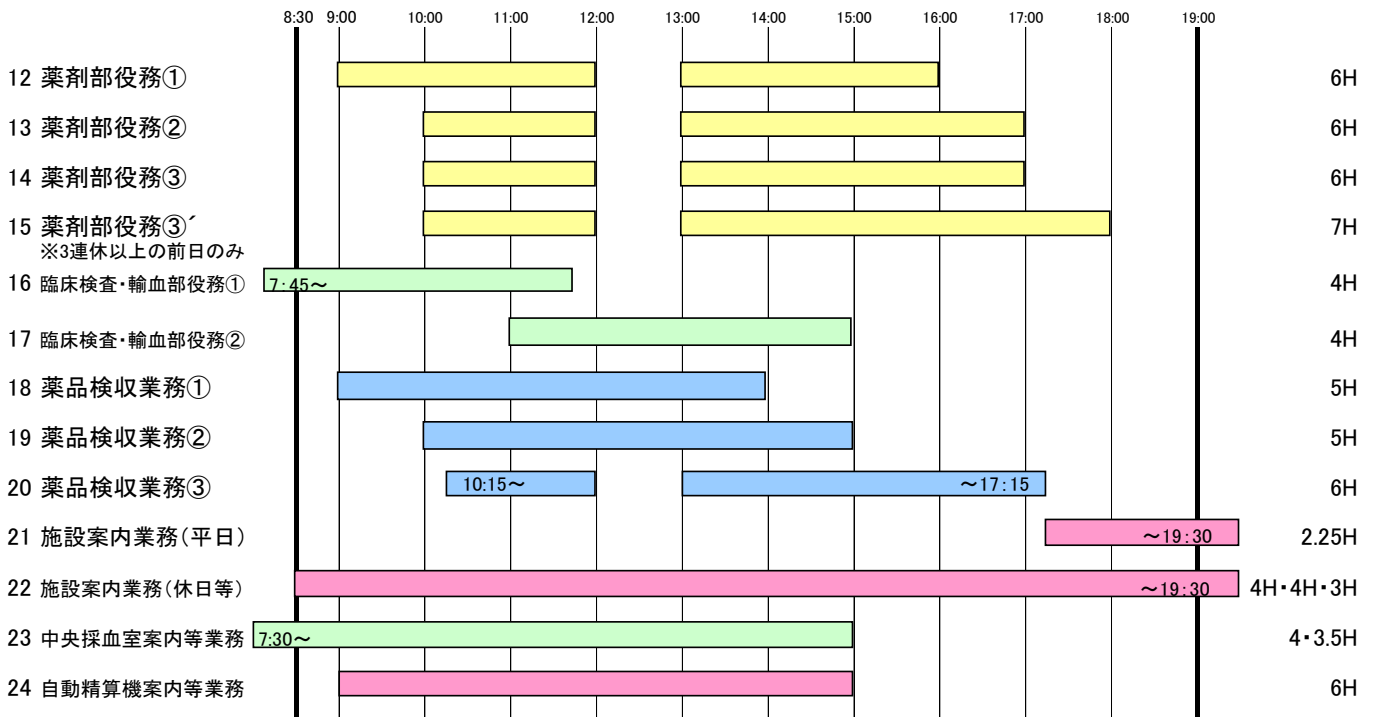 8:30 9:00 10:00 11:00 12:00 13:00 14:00 15:00 16:00 17:00 18:00 19:00
12 薬剤部役務① 6H
13 薬剤部役務② 6H
14 薬剤部役務③ 6H
15 薬剤部役務③´ 7H
※3連休以上の前日のみ
16 臨床検査・輸血部役務① 7:45～ 4H
17 臨床検査・輸血部役務② 4H
18 薬品検収業務① 5H
19 薬品検収業務② 5H
20 薬品検収業務③ 10:15～ ～17:15 6H
21 施設案内業務(平日) ～19:30 2.25H
22 施設案内業務(休日等) ～19:30 4H・4H・3H
23 中央採血室案内等業務 7:30～ 4・3.5H
24 自動精算機案内等業務 6H